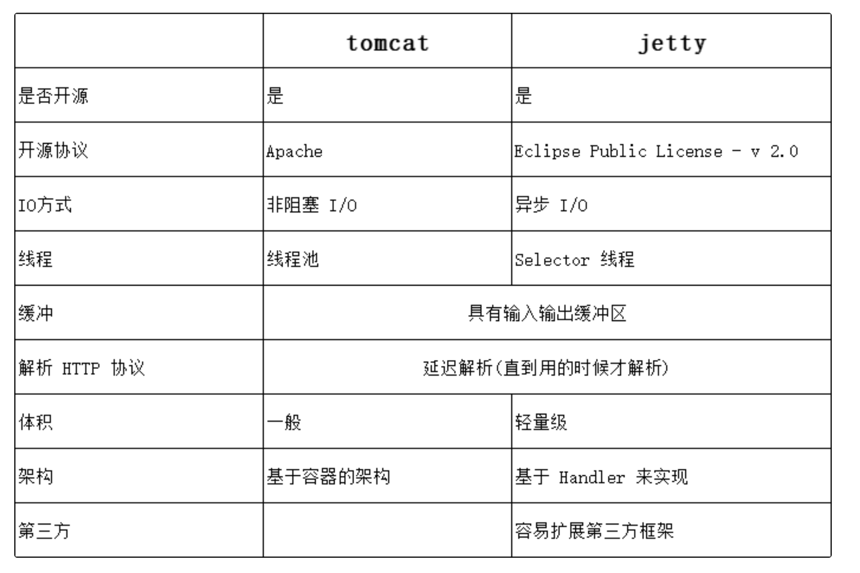 tomcat jetty
是否开源 是 是
开源协议 Apache Eclipse Public License - v 2.0
IO方式 非阻塞 I/O 异步 I/O
线程 线程池 Selector 线程
缓冲 具有输入输出缓冲区
解析 HTTP 协议 延迟解析(直到用的时候才解析)
体积 一般 轻量级
架构 基于容器的架构 基于 Handler 来实现
第三方 容易扩展第三方框架